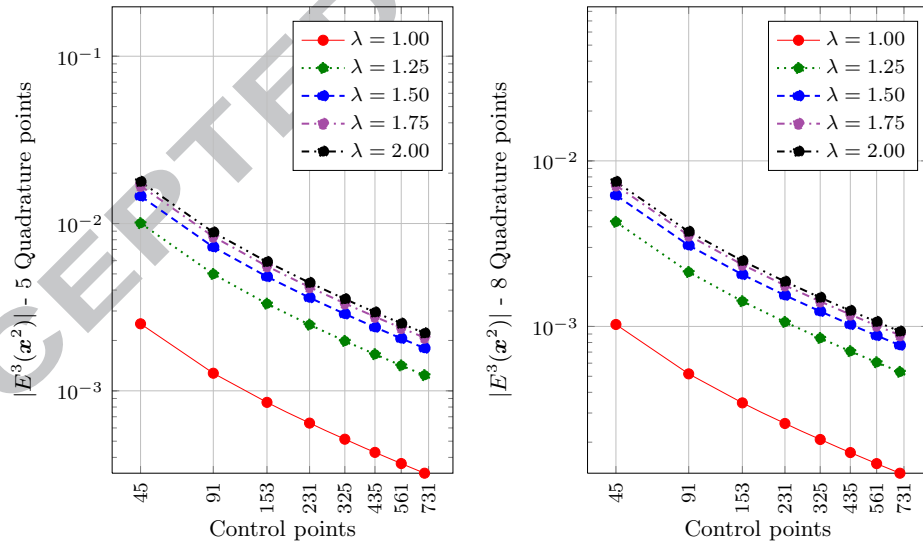 10^{-1}
10^{-2}
10^{-3}
|E^3(x^2)| - 5 Quadrature points
λ = 1.00
λ = 1.25
λ = 1.50
λ = 1.75
λ = 2.00
45 91 153 231 325 435 561 731
Control points
CEPTED
10^{-2}
10^{-3}
|E^3(x^2)| - 8 Quadrature points
λ = 1.00
λ = 1.25
λ = 1.50
λ = 1.75
λ = 2.00
45 91 153 231 325 435 561 731
Control points